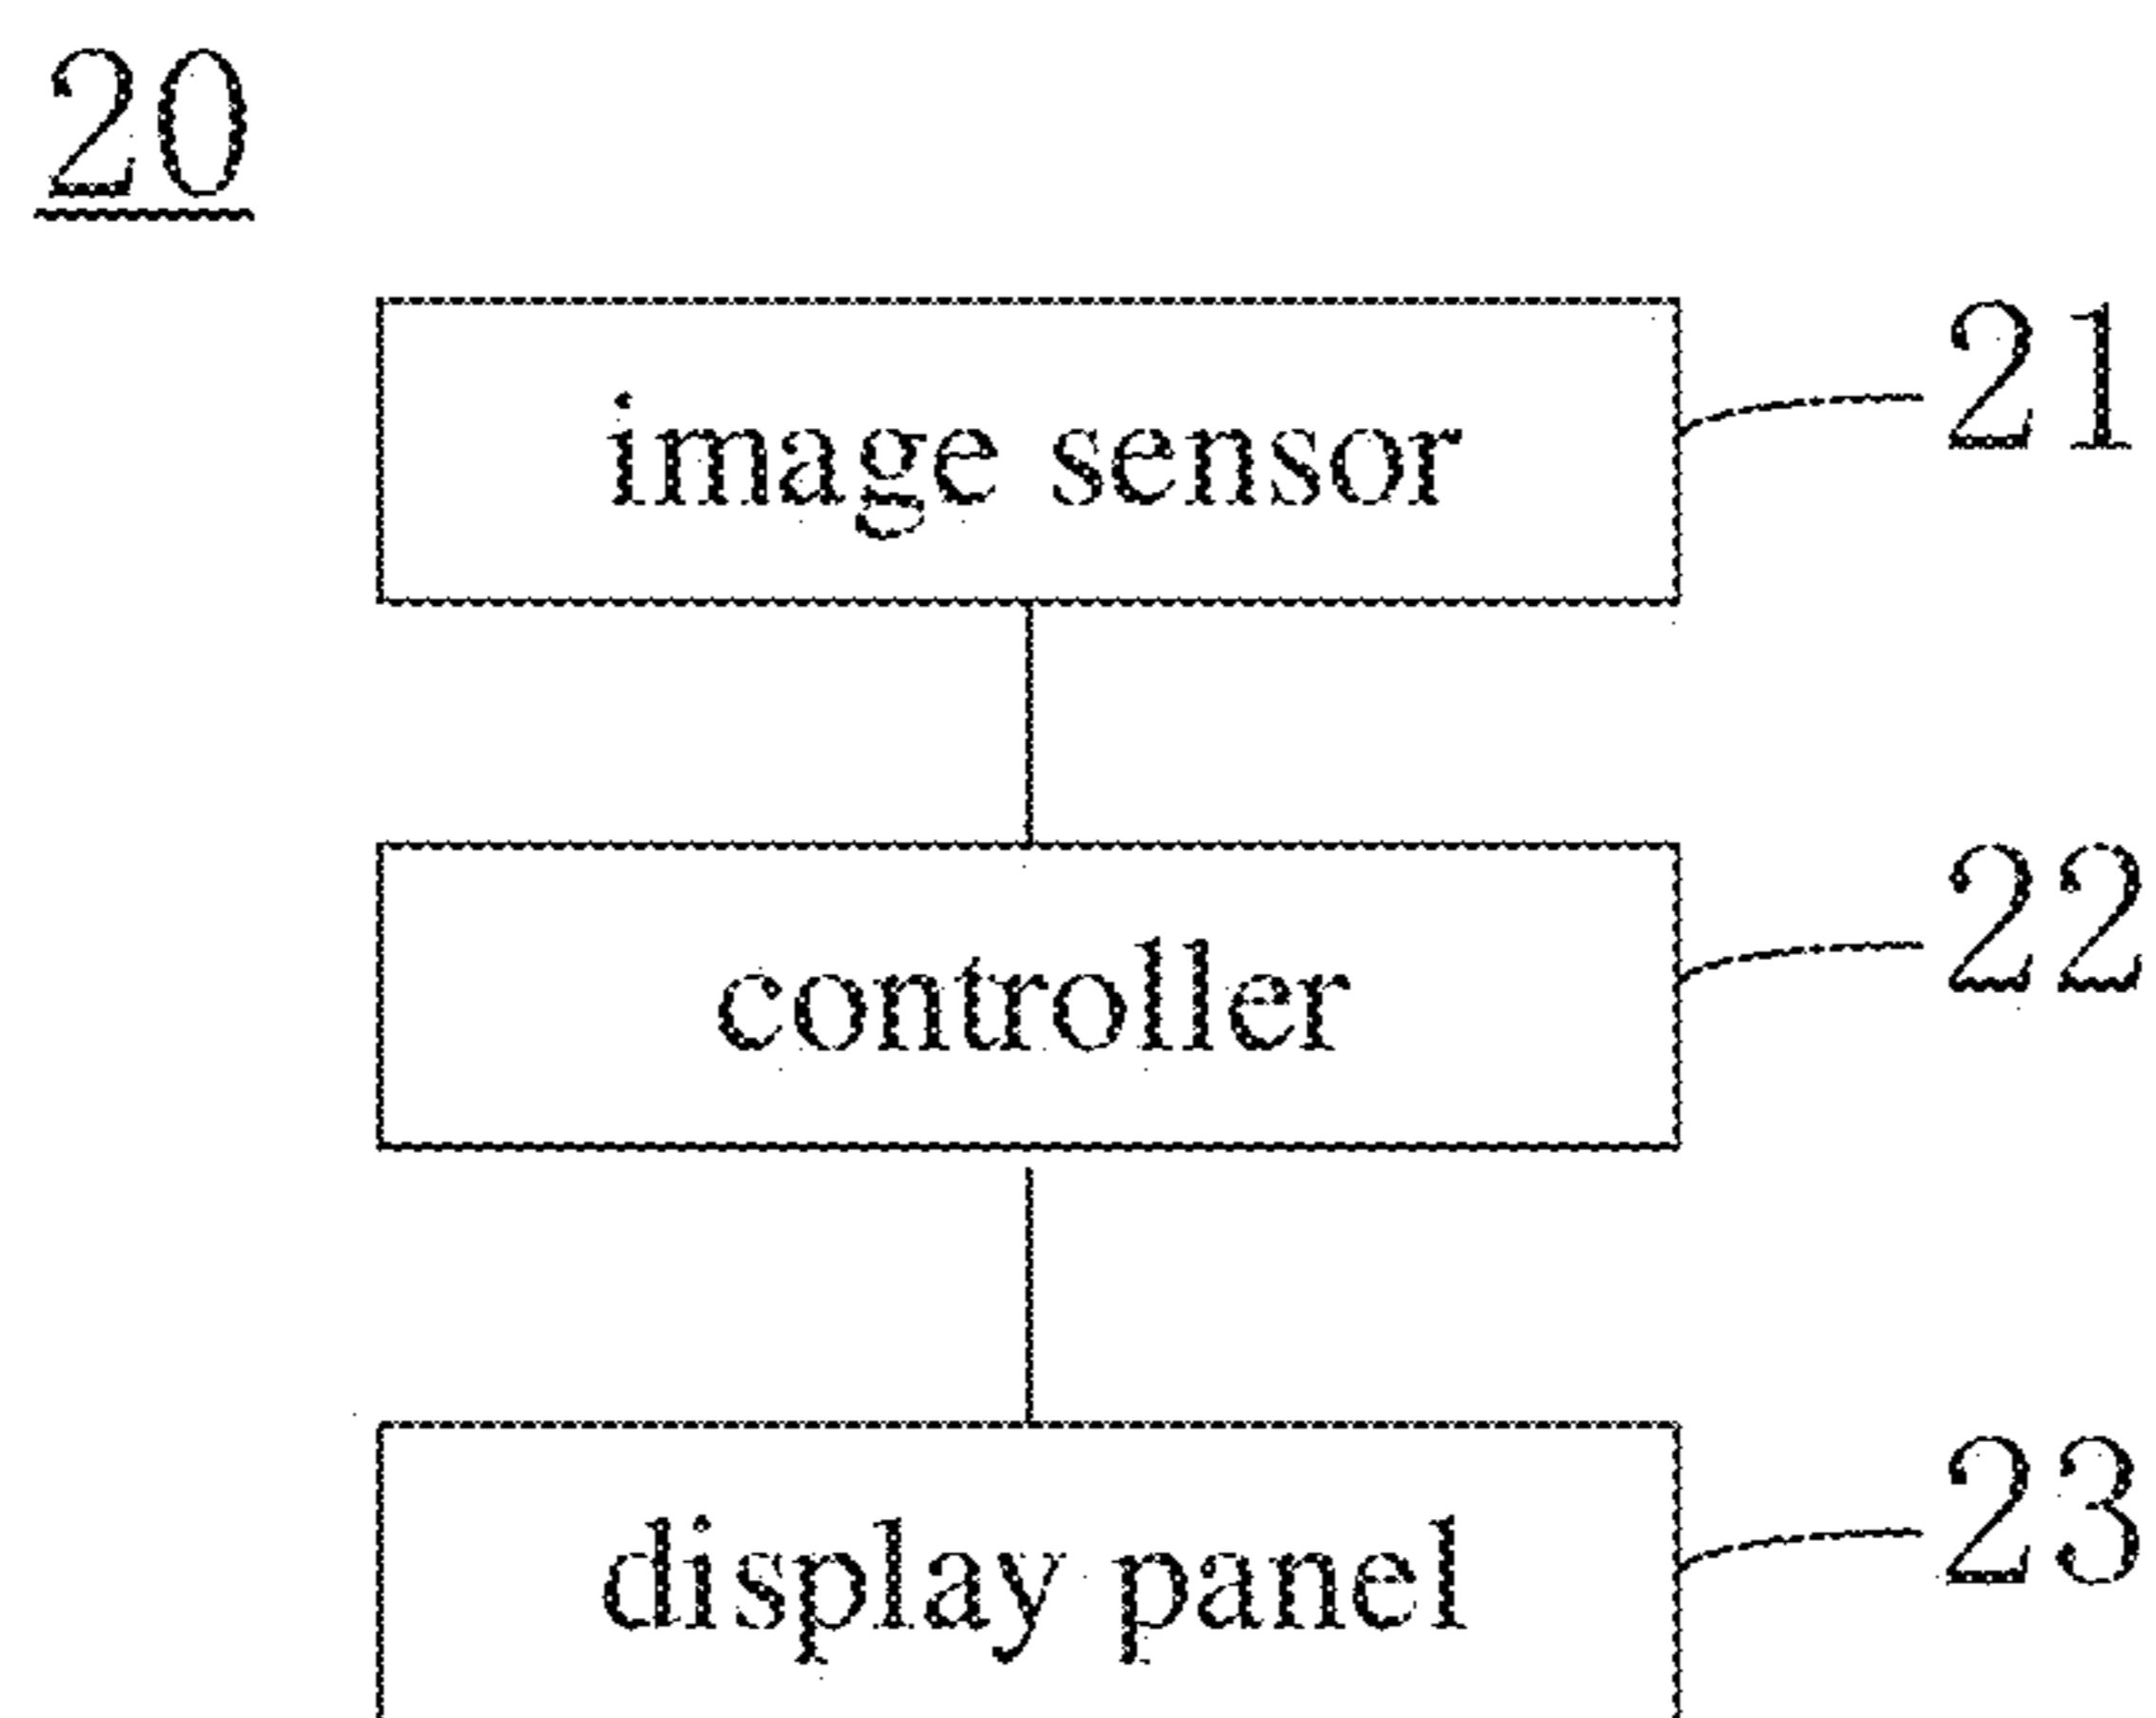 20
image sensor 21
controller 22
display panel 23